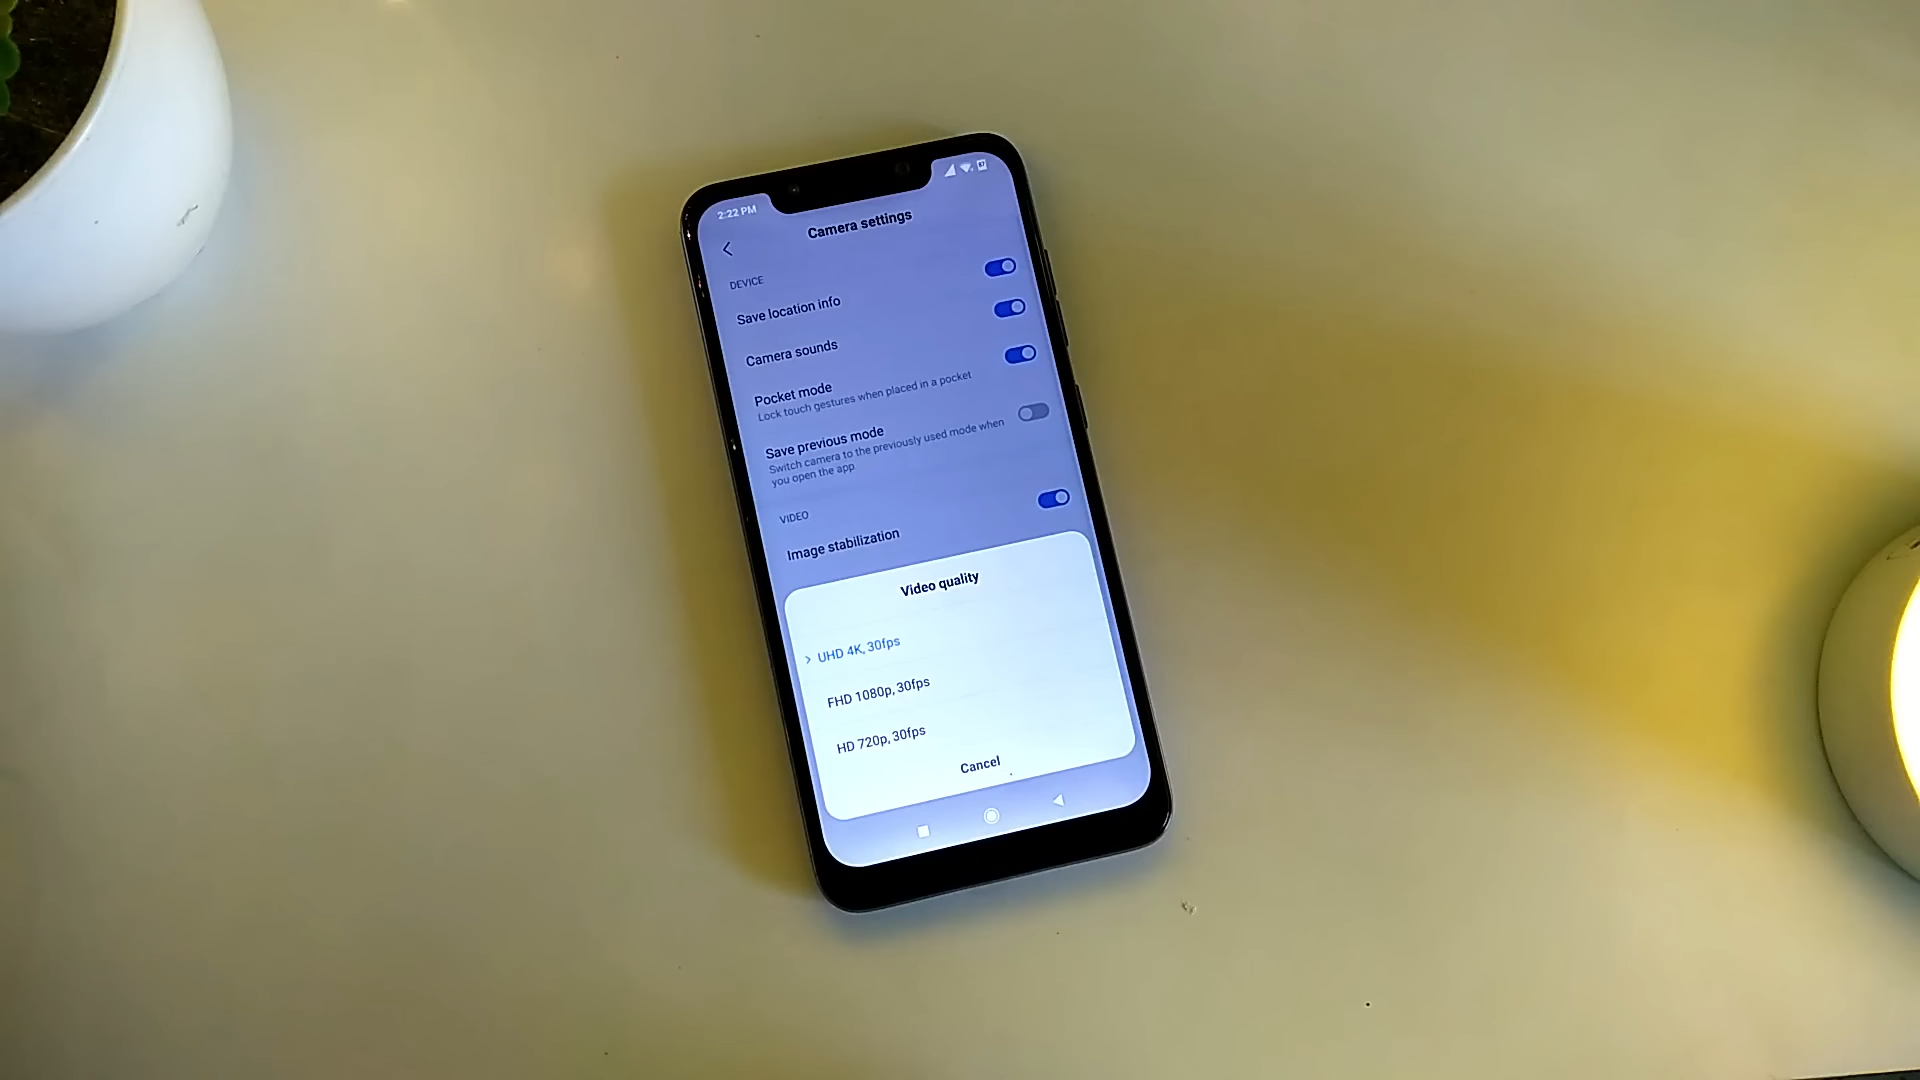 2:22 PM
Camera settings
DEVICE
Save location info
Camera sounds
Pocket mode
Lock touch gestures when placed in a pocket
Save previous mode
Switch camera to the previously used mode when
you open the app
VIDEO
Image stabilization
Video quality
UHD 4K, 30fps
FHD 1080p, 30fps
HD 720p, 30fps
Cancel